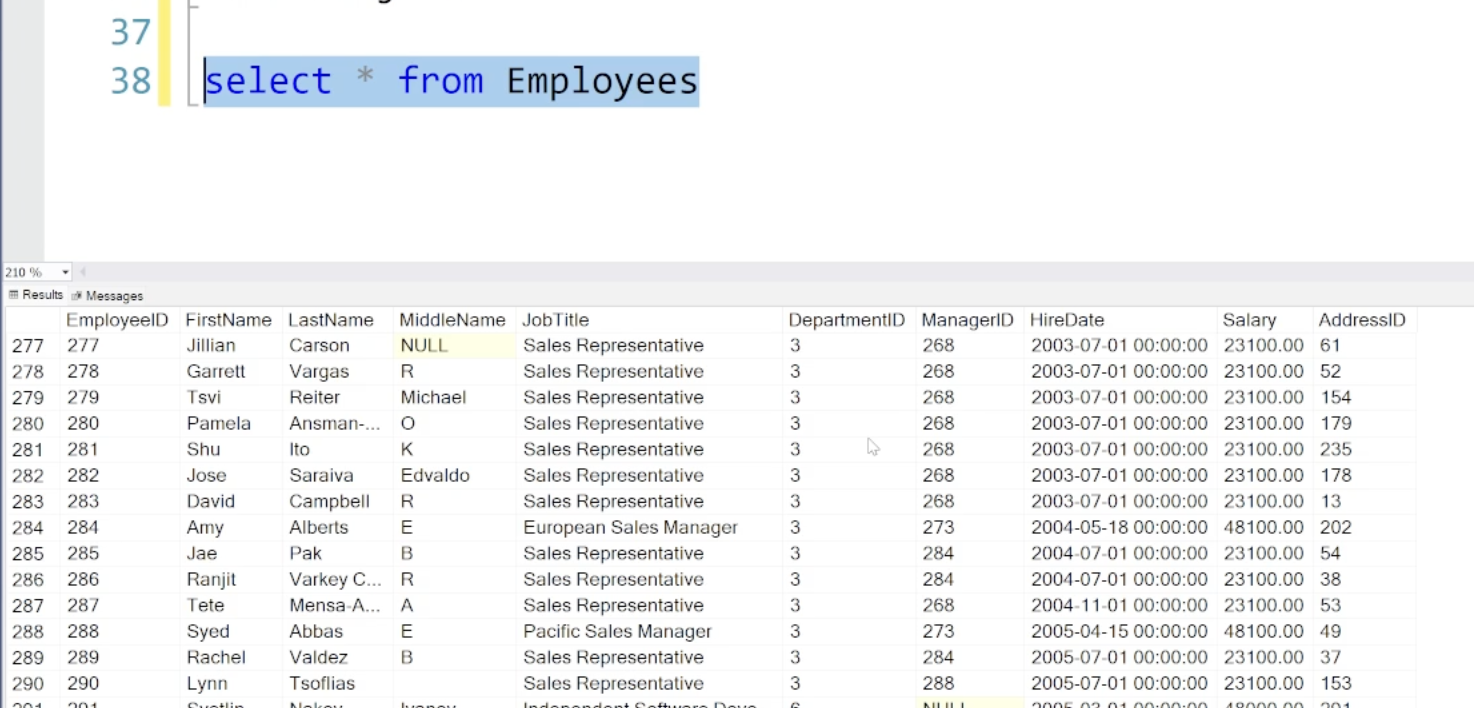 37
38 select * from Employees
210 %
Results Messages
EmployeeID FirstName LastName MiddleName JobTitle DepartmentID ManagerID HireDate Salary AddressID
277 277 Jillian Carson NULL Sales Representative 3 268 2003-07-01 00:00:00 23100.00 61
278 278 Garrett Vargas R Sales Representative 3 268 2003-07-01 00:00:00 23100.00 52
279 279 Tsvi Reiter Michael Sales Representative 3 268 2003-07-01 00:00:00 23100.00 154
280 280 Pamela Ansman-... O Sales Representative 3 268 2003-07-01 00:00:00 23100.00 179
281 281 Shu Ito K Sales Representative 3 268 2003-07-01 00:00:00 23100.00 235
282 282 Jose Saraiva Edvaldo Sales Representative 3 268 2003-07-01 00:00:00 23100.00 178
283 283 David Campbell R Sales Representative 3 268 2003-07-01 00:00:00 23100.00 13
284 284 Amy Alberts E European Sales Manager 3 273 2004-05-18 00:00:00 48100.00 202
285 285 Jae Pak B Sales Representative 3 284 2004-07-01 00:00:00 23100.00 54
286 286 Ranjit Varkey C... R Sales Representative 3 284 2004-07-01 00:00:00 23100.00 38
287 287 Tete Mensa-A... A Sales Representative 3 268 2004-11-01 00:00:00 23100.00 53
288 288 Syed Abbas E Pacific Sales Manager 3 273 2005-04-15 00:00:00 48100.00 49
289 289 Rachel Valdez B Sales Representative 3 284 2005-07-01 00:00:00 23100.00 37
290 290 Lynn Tsoflias Sales Representative 3 288 2005-07-01 00:00:00 23100.00 153